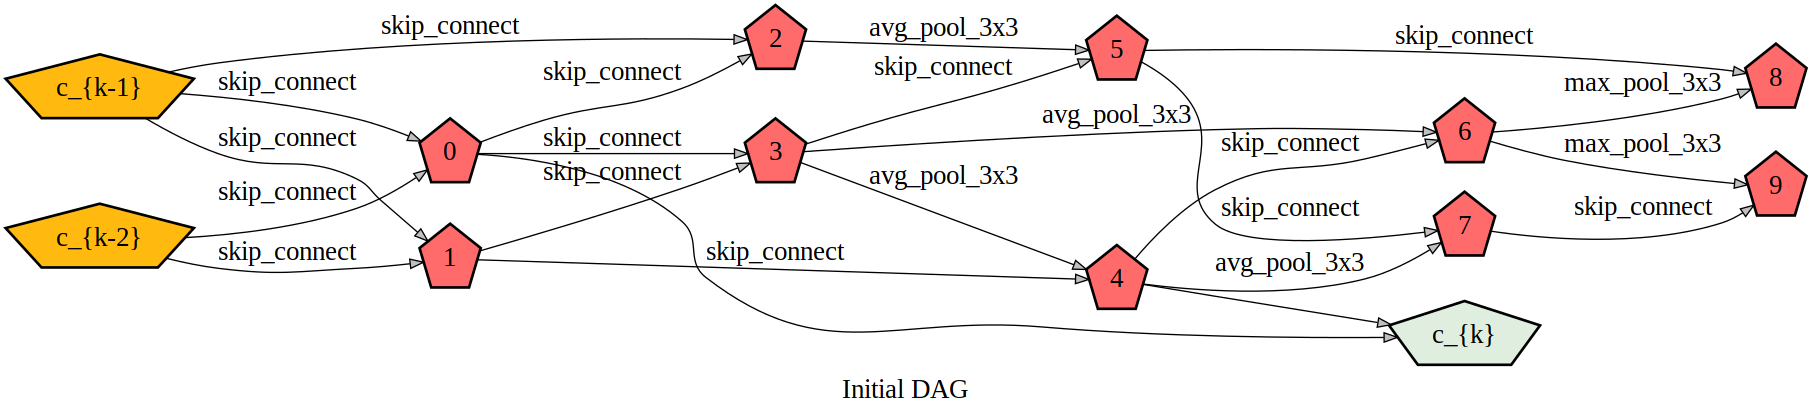 skip_connect
2
avg_pool_3x3
5
skip_connect
8
c_{k-1}
skip_connect
skip_connect
skip_connect
max_pool_3x3
skip_connect
0
skip_connect
3
avg_pool_3x3
6
skip_connect
max_pool_3x3
skip_connect
avg_pool_3x3
9
c_{k-2}
skip_connect
skip_connect
skip_connect
7
skip_connect
1
skip_connect
4
avg_pool_3x3
c_{k}
Initial DAG